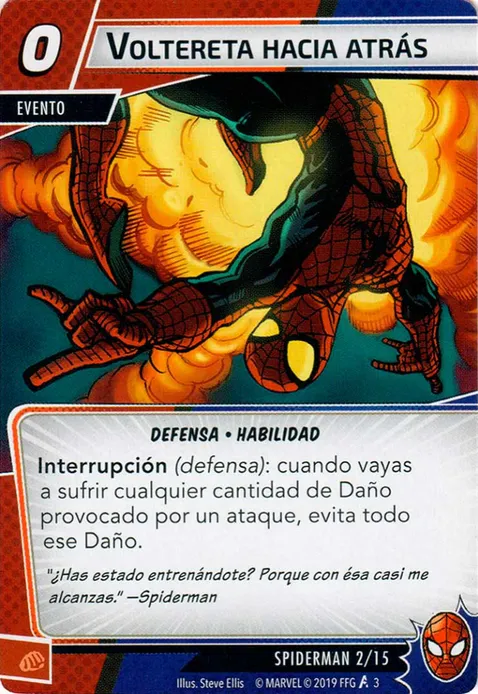 0
VOLTERETA HACIA ATRÁS
EVENTO
DEFENSA • HABILIDAD
Interrupción (defensa): cuando vayas
a sufrir cualquier cantidad de Daño
provocado por un ataque, evita todo
ese Daño.
"¿Has estado entrenándote? Porque con ésa casi me
alcanzas." —Spiderman
SPIDERMAN 2/15
Illus. Steve Ellis © MARVEL © 2019 FFG 3